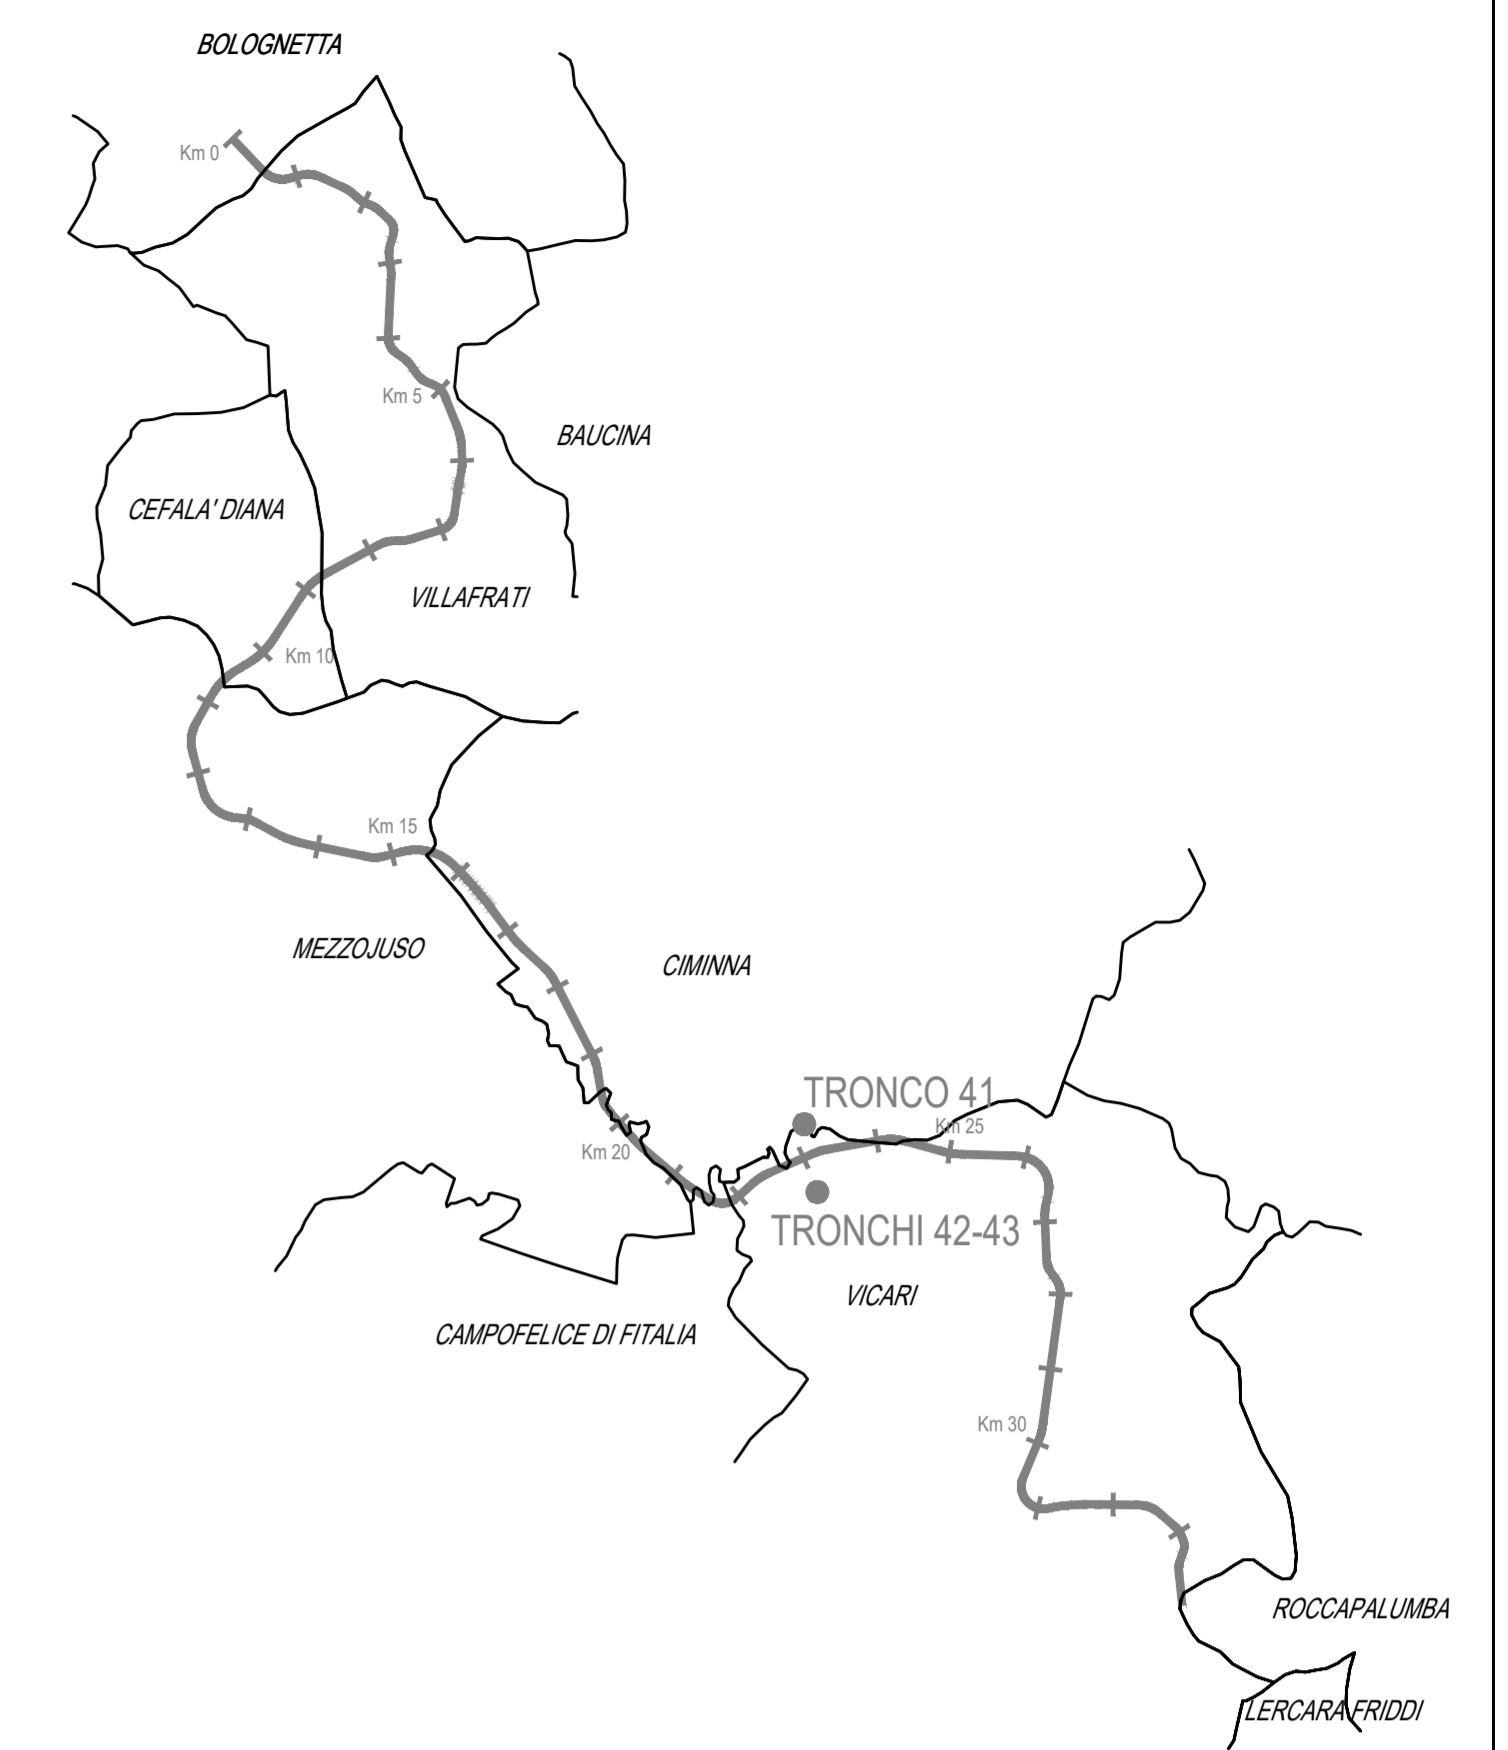 BOLOGNETTA
Km 0
Km 5
BAUCINA
CEFALA' DIANA
VILLAFRATI
Km 10
Km 15
MEZZOJUSO
CIMINNA
TRONCO 41
Km 25
Km 20
TRONCHI 42-43
VICARI
CAMPOFELICE DI FITALIA
Km 30
ROCCAPALUMBA
LERCARA FRIDDI